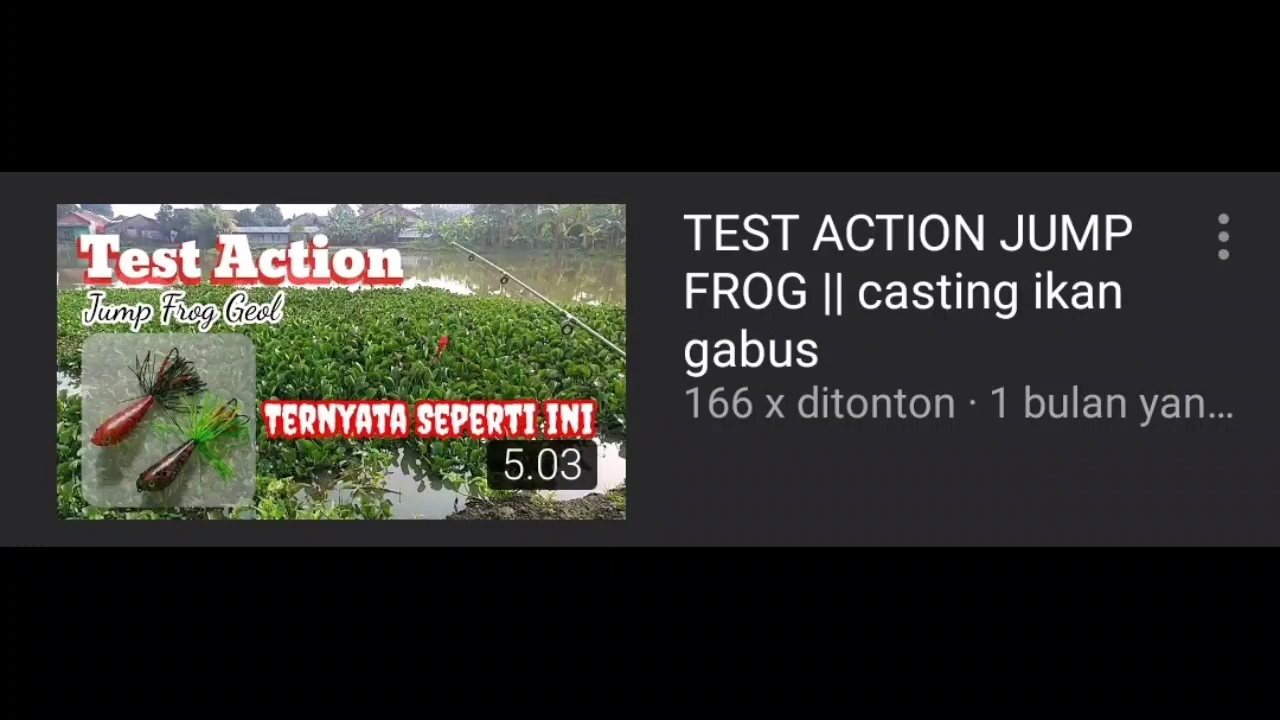 Test Action
Jump Frog Geol
TERNYATA SEPERTI INI
5.03
TEST ACTION JUMP
FROG || casting ikan
gabus
166 x ditonton · 1 bulan yan...